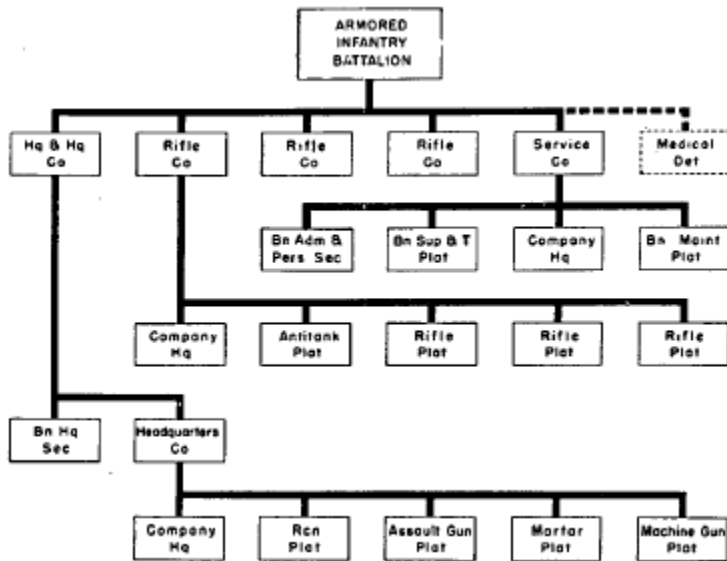 ARMORED
INFANTRY
BATTALION
Hq & Hq
Co
Rifle
Co
Rifle
Co
Rifle
Co
Service
Co
Medical
Det
Bn Adm &
Pers Sec
Bn Sup & T
Plat
Company
Hq
Bn Maint
Plat
Company
Hq
Antitank
Plat
Rifle
Plat
Rifle
Plat
Rifle
Plat
Bn Hq
Sec
Headquarters
Co
Company
Hq
Rcn
Plat
Assault Gun
Plat
Mortar
Plat
Machine Gun
Plat